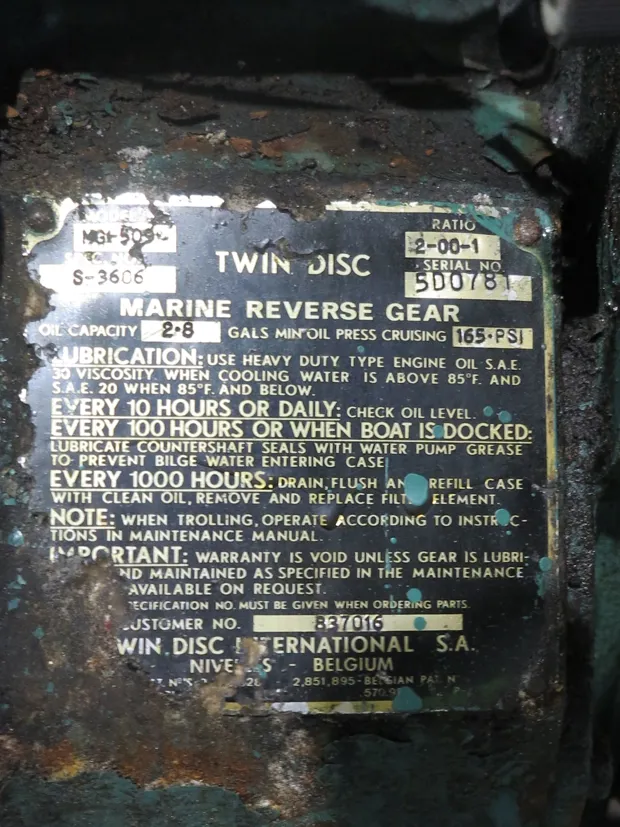 RATIO
MG-509
2-00-1
TWIN DISC
SERIAL NO.
S-3606
5D0781
MARINE REVERSE GEAR
OIL CAPACITY 2·8 GALS MIN OIL PRESS CRUISING 165·PSI
LUBRICATION: USE HEAVY DUTY TYPE ENGINE OIL S.A.E.
30 VISCOSITY. WHEN COOLING WATER IS ABOVE 85°F. AND
S.A.E. 20 WHEN 85°F. AND BELOW.
EVERY 10 HOURS OR DAILY: CHECK OIL LEVEL.
EVERY 100 HOURS OR WHEN BOAT IS DOCKED:
LUBRICATE COUNTERSHAFT SEALS WITH WATER PUMP GREASE
TO PREVENT BILGE WATER ENTERING CASE
EVERY 1000 HOURS: DRAIN, FLUSH AND REFILL CASE
WITH CLEAN OIL, REMOVE AND REPLACE FILTER ELEMENT.
NOTE: WHEN TROLLING, OPERATE ACCORDING TO INSTRUC-
TIONS IN MAINTENANCE MANUAL.
IMPORTANT: WARRANTY IS VOID UNLESS GEAR IS LUBRI-
ND MAINTAINED AS SPECIFIED IN THE MAINTENANCE
AVAILABLE ON REQUEST.
ECIFICATION NO. MUST BE GIVEN WHEN ORDERING PARTS.
CUSTOMER NO. 837016
TWIN DISC INTERNATIONAL S.A.
NIVELLES - BELGIUM
2,851,895-BELGIAN PAT. N